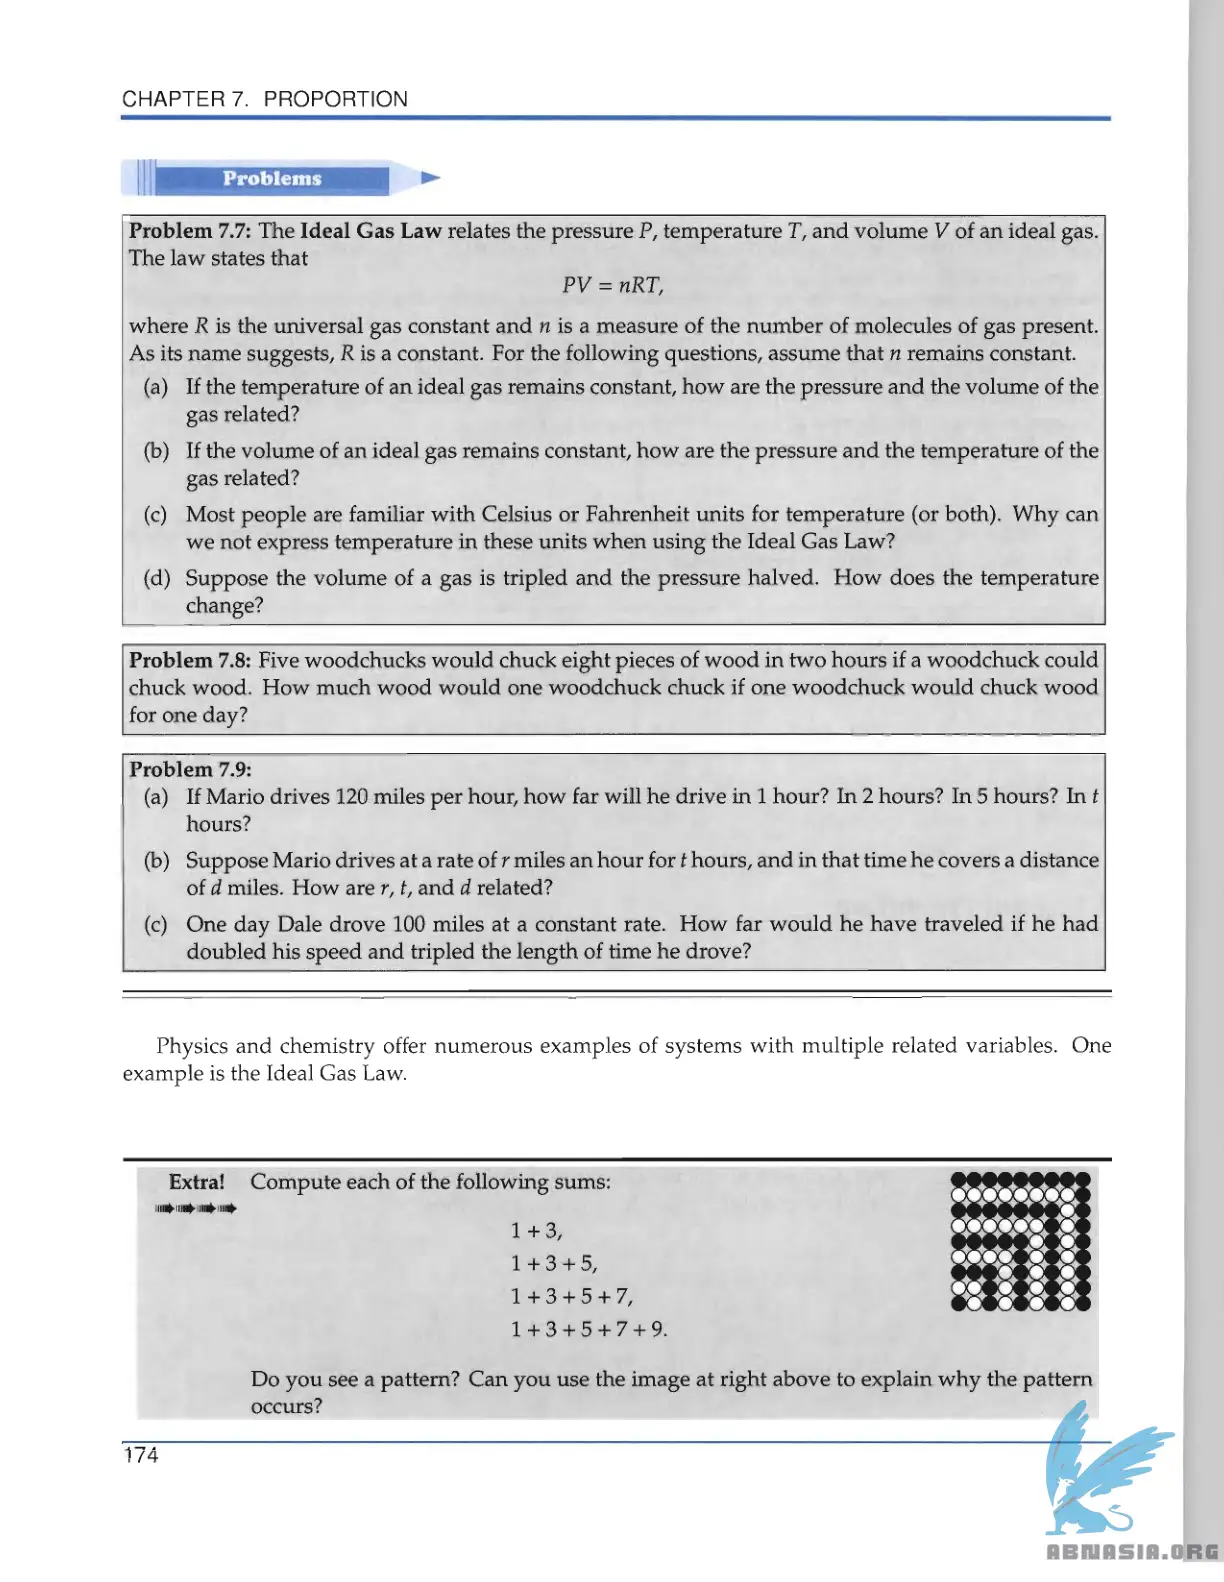 CHAPTER 7. PROPORTION
Problems
Problem 7.7: The Ideal Gas Law relates the pressure P, temperature T, and volume V of an ideal gas.
The law states that
PV = nRT,
where R is the universal gas constant and n is a measure of the number of molecules of gas present.
As its name suggests, R is a constant. For the following questions, assume that n remains constant.
(a) If the temperature of an ideal gas remains constant, how are the pressure and the volume of the
gas related?
(b) If the volume of an ideal gas remains constant, how are the pressure and the temperature of the
gas related?
(c) Most people are familiar with Celsius or Fahrenheit units for temperature (or both). Why can
we not express temperature in these units when using the Ideal Gas Law?
(d) Suppose the volume of a gas is tripled and the pressure halved. How does the temperature
change?
Problem 7.8: Five woodchucks would chuck eight pieces of wood in two hours if a woodchuck could
chuck wood. How much wood would one woodchuck chuck if one woodchuck would chuck wood
for one day?
Problem 7.9:
(a) If Mario drives 120 miles per hour, how far will he drive in 1 hour? In 2 hours? In 5 hours? In t
hours?
(b) Suppose Mario drives at a rate of r miles an hour for t hours, and in that time he covers a distance
of d miles. How are r, t, and d related?
(c) One day Dale drove 100 miles at a constant rate. How far would he have traveled if he had
doubled his speed and tripled the length of time he drove?
Physics and chemistry offer numerous examples of systems with multiple related variables. One
example is the Ideal Gas Law.
Extra! Compute each of the following sums:
1 + 3,
1 + 3 + 5,
1 + 3 + 5 + 7,
1 + 3 + 5 + 7 + 9.
Do you see a pattern? Can you use the image at right above to explain why the pattern
occurs?
174
ABNASIA.ORG